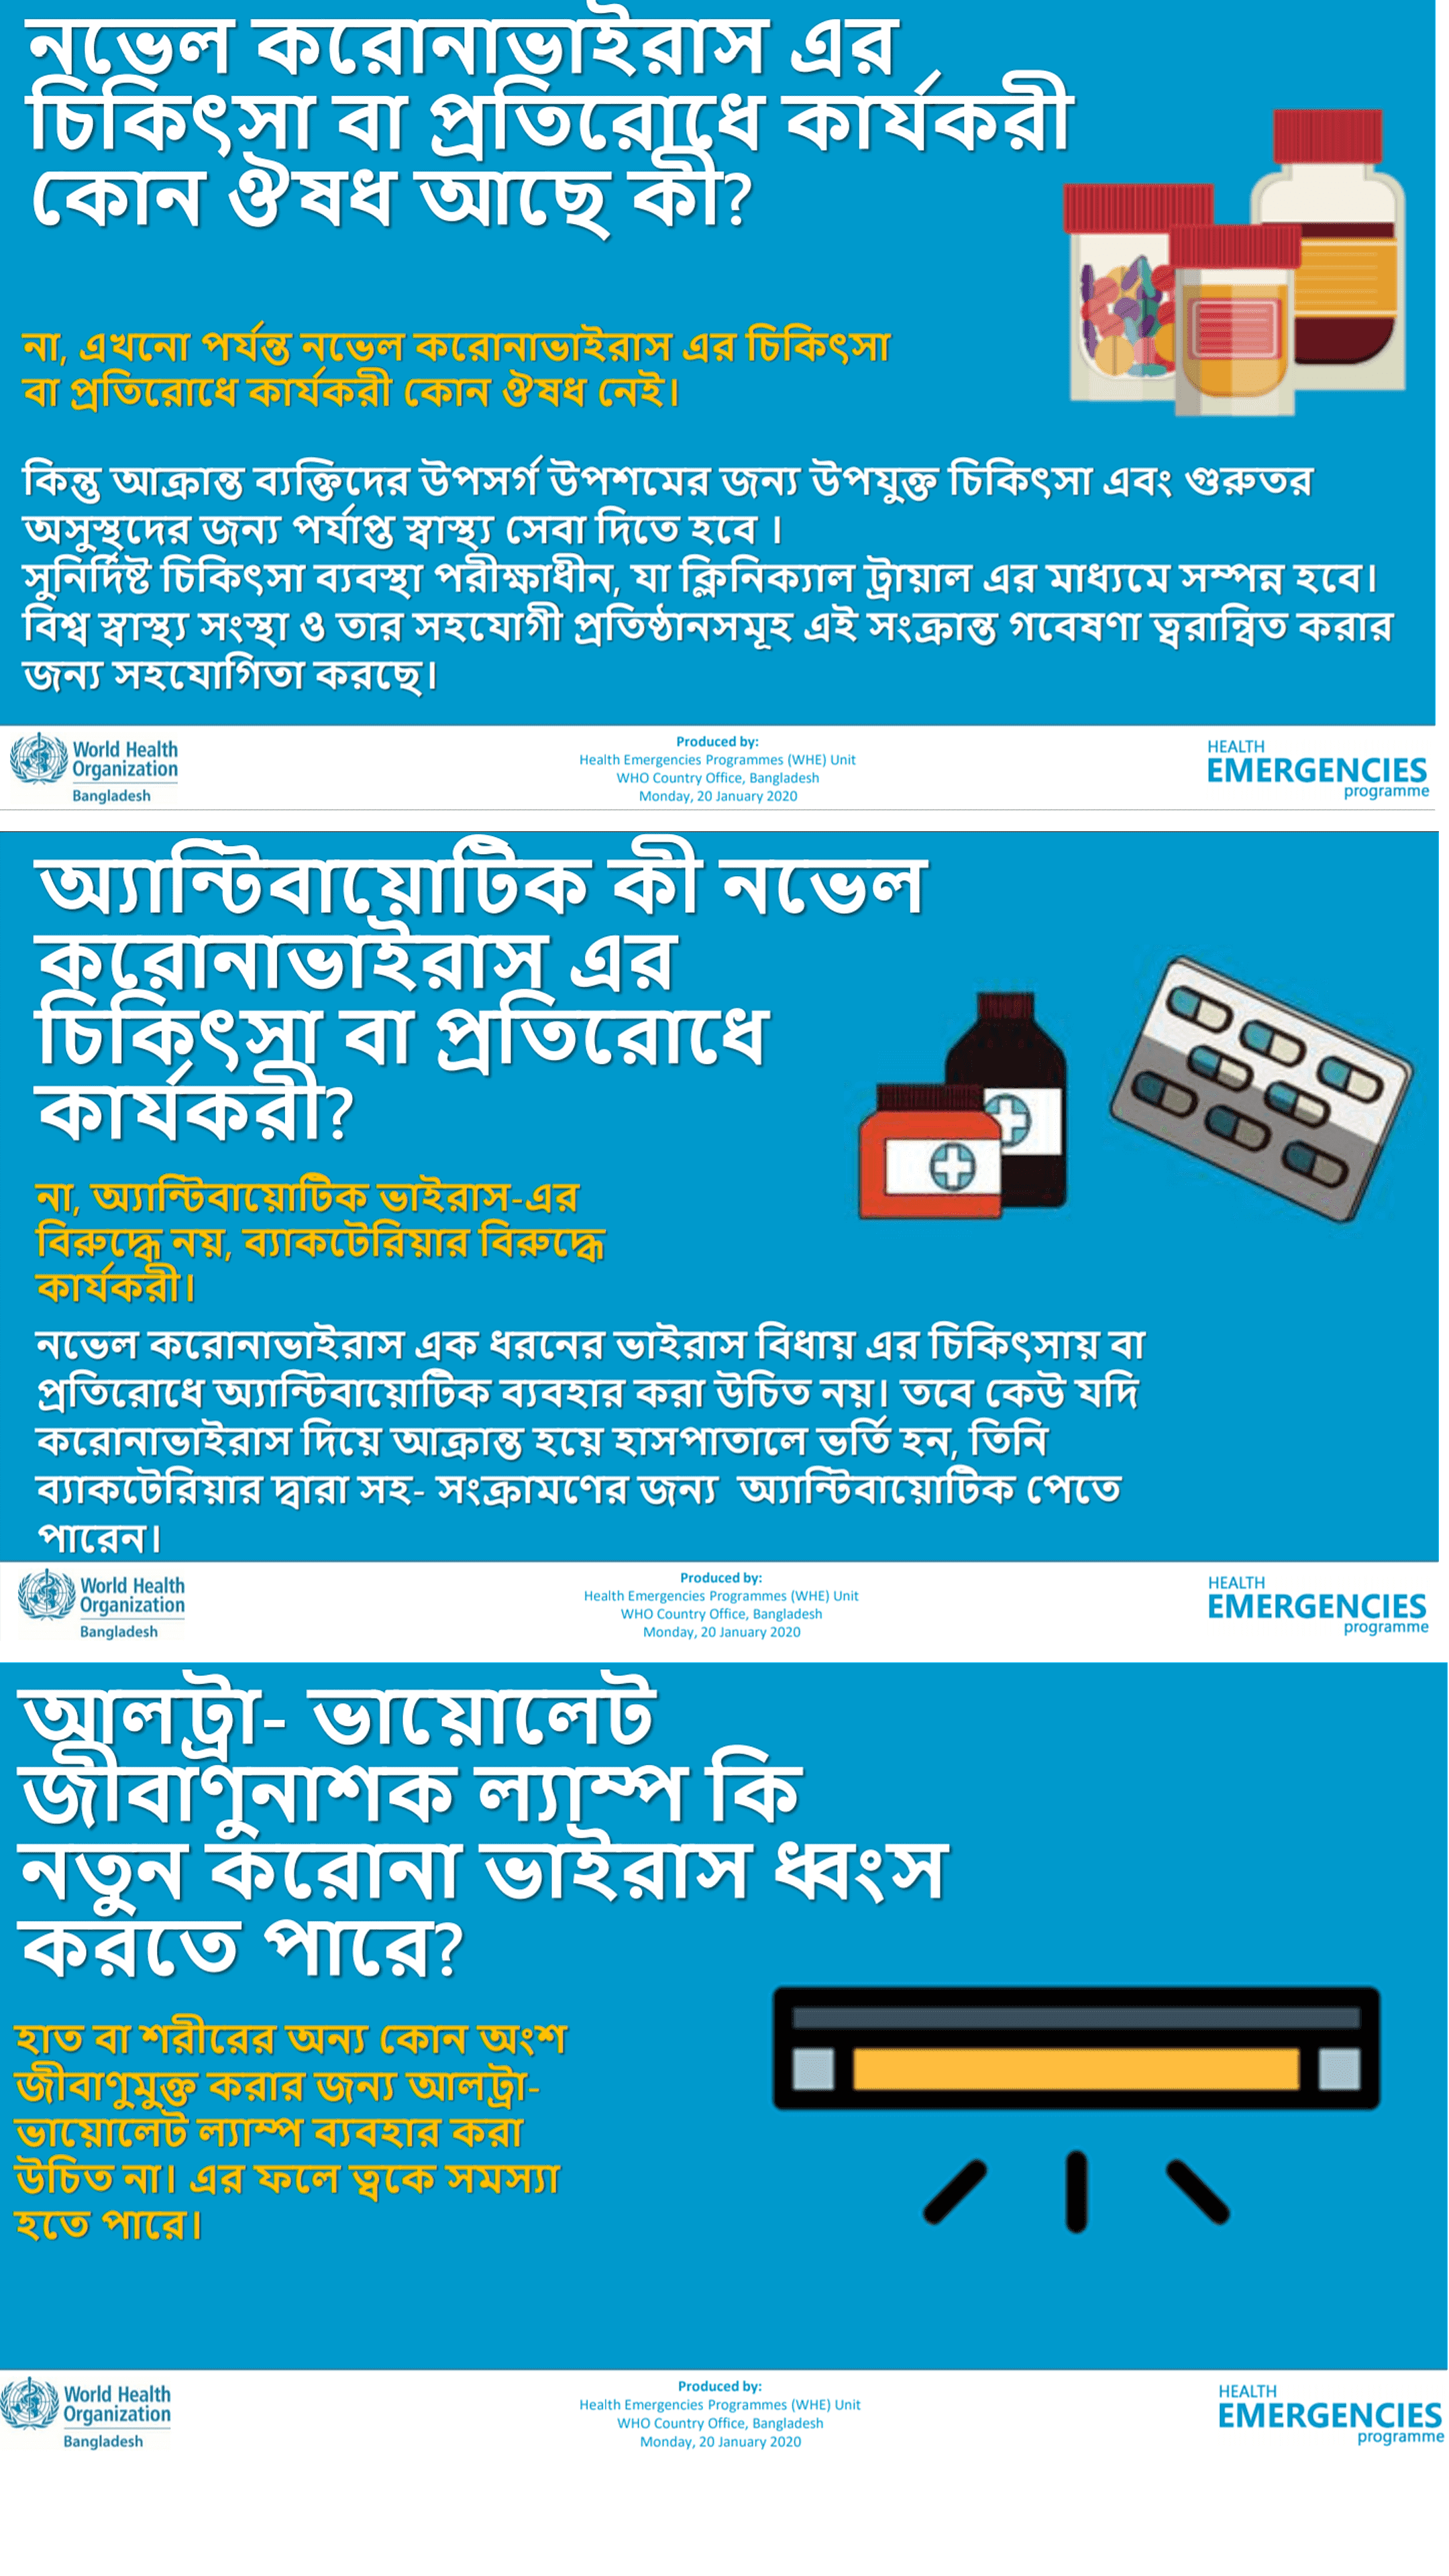 নভেল করোনাভাইরাস এর
চিকিৎসা বা প্রতিরোধে কার্যকরী
কোন ঔষধ আছে কী?
না, এখনো পর্যন্ত নভেল করোনাভাইরাস এর চিকিৎসা
বা প্রতিরোধে কার্যকরী কোন ঔষধ নেই।
কিন্তু আক্রান্ত ব্যক্তিদের উপসর্গ উপশমের জন্য উপযুক্ত চিকিৎসা এবং গুরুতর
অসুস্থদের জন্য পর্যাপ্ত স্বাস্থ্য সেবা দিতে হবে ।
সুনির্দিষ্ট চিকিৎসা ব্যবস্থা পরীক্ষাধীন, যা ক্লিনিক্যাল ট্রায়াল এর মাধ্যমে সম্পন্ন হবে।
বিশ্ব স্বাস্থ্য সংস্থা ও তার সহযোগী প্রতিষ্ঠানসমূহ এই সংক্রান্ত গবেষণা ত্বরান্বিত করার
জন্য সহযোগিতা করছে।
World Health
Organization
Bangladesh
Produced by:
Health Emergencies Programmes (WHE) Unit
WHO Country Office, Bangladesh
Monday, 20 January 2020
HEALTH
EMERGENCIES
programme
অ্যান্টিবায়োটিক কী নভেল
করোনাভাইরাস এর
চিকিৎসা বা প্রতিরোধে
কার্যকরী?
না, অ্যান্টিবায়োটিক ভাইরাস-এর
বিরুদ্ধে নয়, ব্যাকটেরিয়ার বিরুদ্ধে
কার্যকরী।
নভেল করোনাভাইরাস এক ধরনের ভাইরাস বিধায় এর চিকিৎসায় বা
প্রতিরোধে অ্যান্টিবায়োটিক ব্যবহার করা উচিত নয়। তবে কেউ যদি
করোনাভাইরাস দিয়ে আক্রান্ত হয়ে হাসপাতালে ভর্তি হন, তিনি
ব্যাকটেরিয়ার দ্বারা সহ- সংক্রামণের জন্য অ্যান্টিবায়োটিক পেতে
পারেন।
World Health
Organization
Bangladesh
Produced by:
Health Emergencies Programmes (WHE) Unit
WHO Country Office, Bangladesh
Monday, 20 January 2020
HEALTH
EMERGENCIES
programme
আলট্রা- ভায়োলেট
জীবাণুনাশক ল্যাম্প কি
নতুন করোনা ভাইরাস ধ্বংস
করতে পারে?
হাত বা শরীরের অন্য কোন অংশ
জীবাণুমুক্ত করার জন্য আলট্রা-
ভায়োলেট ল্যাম্প ব্যবহার করা
উচিত না। এর ফলে ত্বকে সমস্যা
হতে পারে।
World Health
Organization
Bangladesh
Produced by:
Health Emergencies Programmes (WHE) Unit
WHO Country Office, Bangladesh
Monday, 20 January 2020
HEALTH
EMERGENCIES
programme